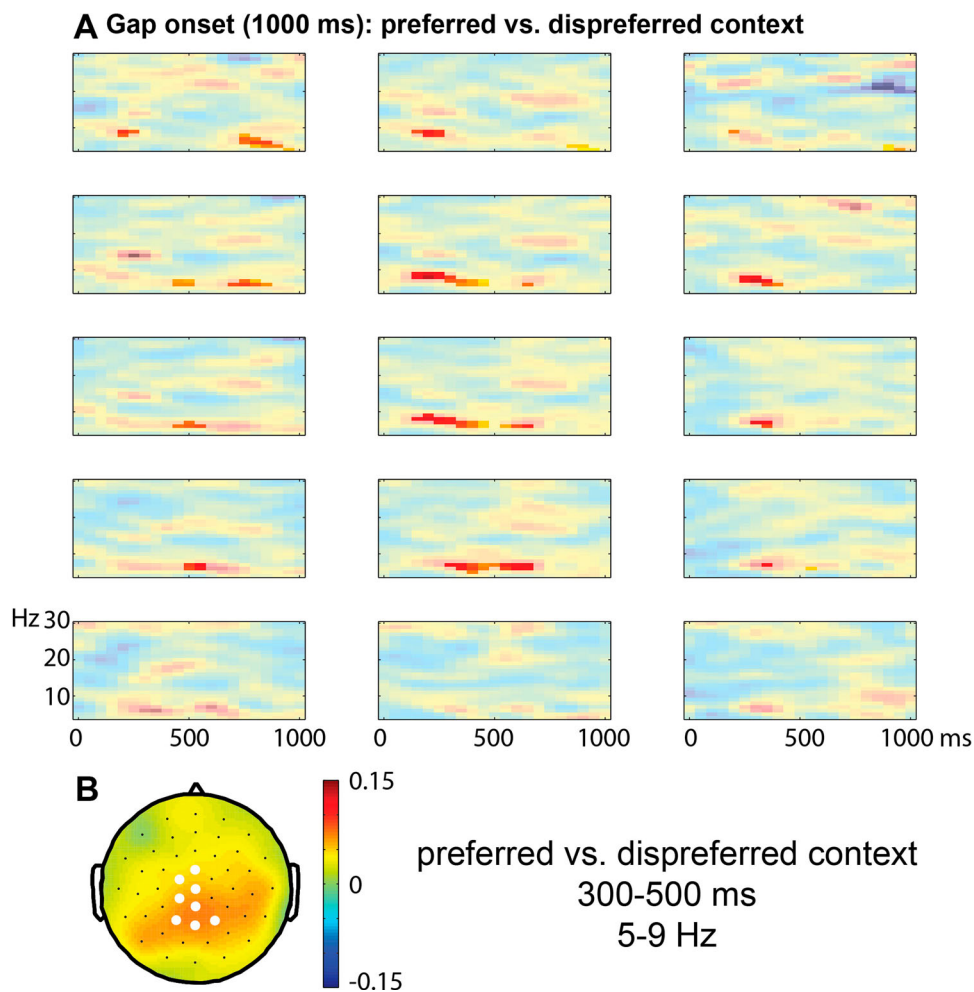 A Gap onset (1000 ms): preferred vs. dispreferred context
Hz 30
20
10
0 500 1000 0 500 1000 0 500 1000 ms
B
0.15
0
-0.15
preferred vs. dispreferred context
300-500 ms
5-9 Hz